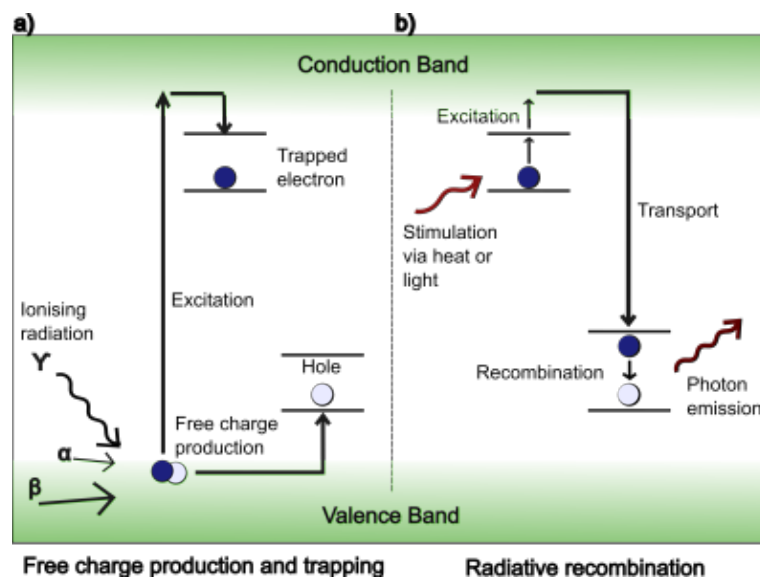 a)
b)
Conduction Band
Trapped
electron
Excitation
Ionising
radiation
ϒ
α
β
Free charge
production
Hole
Excitation
Stimulation
via heat or
light
Transport
Recombination
Photon
emission
Valence Band
Free charge production and trapping
Radiative recombination